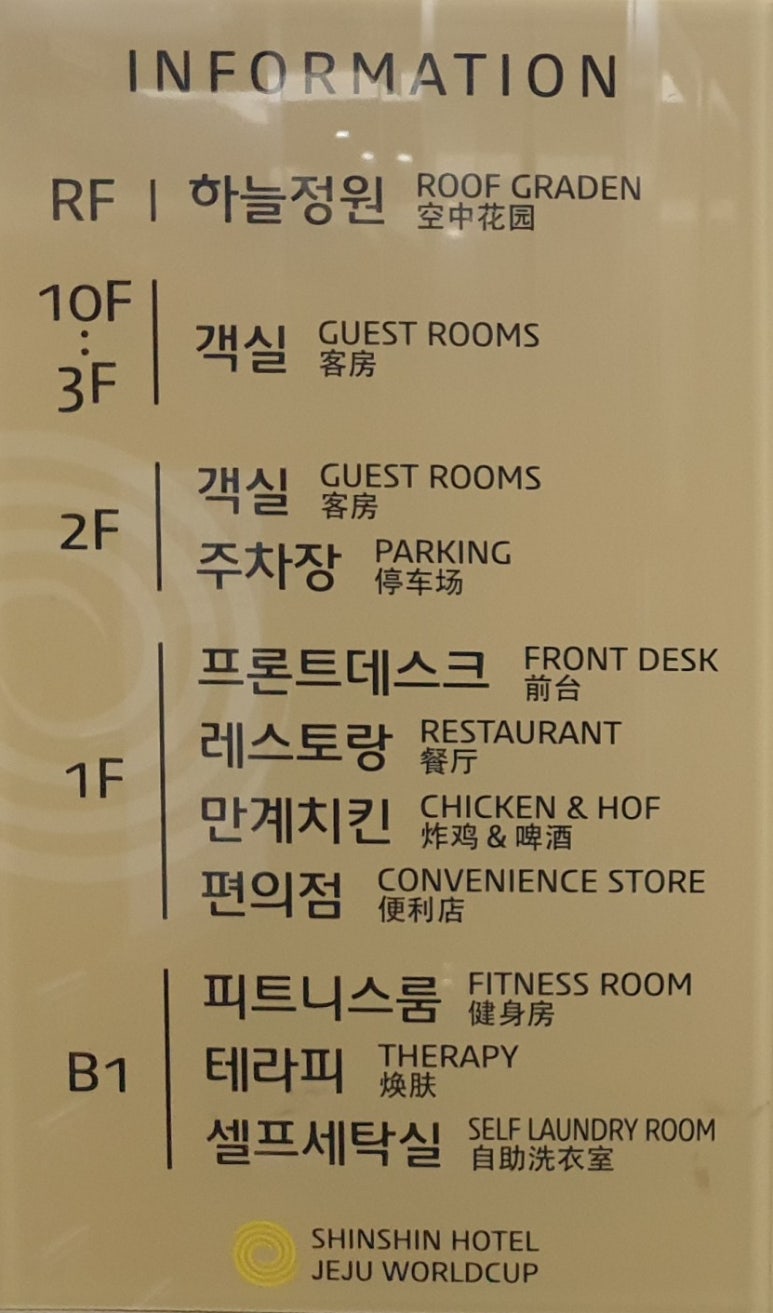 INFORMATION
RF | 하늘정원 ROOF GRADEN
空中花园
10F
:
3F
객실 GUEST ROOMS
客房
2F
객실 GUEST ROOMS
客房
주차장 PARKING
停车场
1F
프론트데스크 FRONT DESK
前台
레스토랑 RESTAURANT
餐厅
만계치킨 CHICKEN & HOF
炸鸡 & 啤酒
편의점 CONVENIENCE STORE
便利店
B1
피트니스룸 FITNESS ROOM
健身房
테라피 THERAPY
焕肤
셀프세탁실 SELF LAUNDRY ROOM
自助洗衣室
SHINSHIN HOTEL
JEJU WORLDCUP